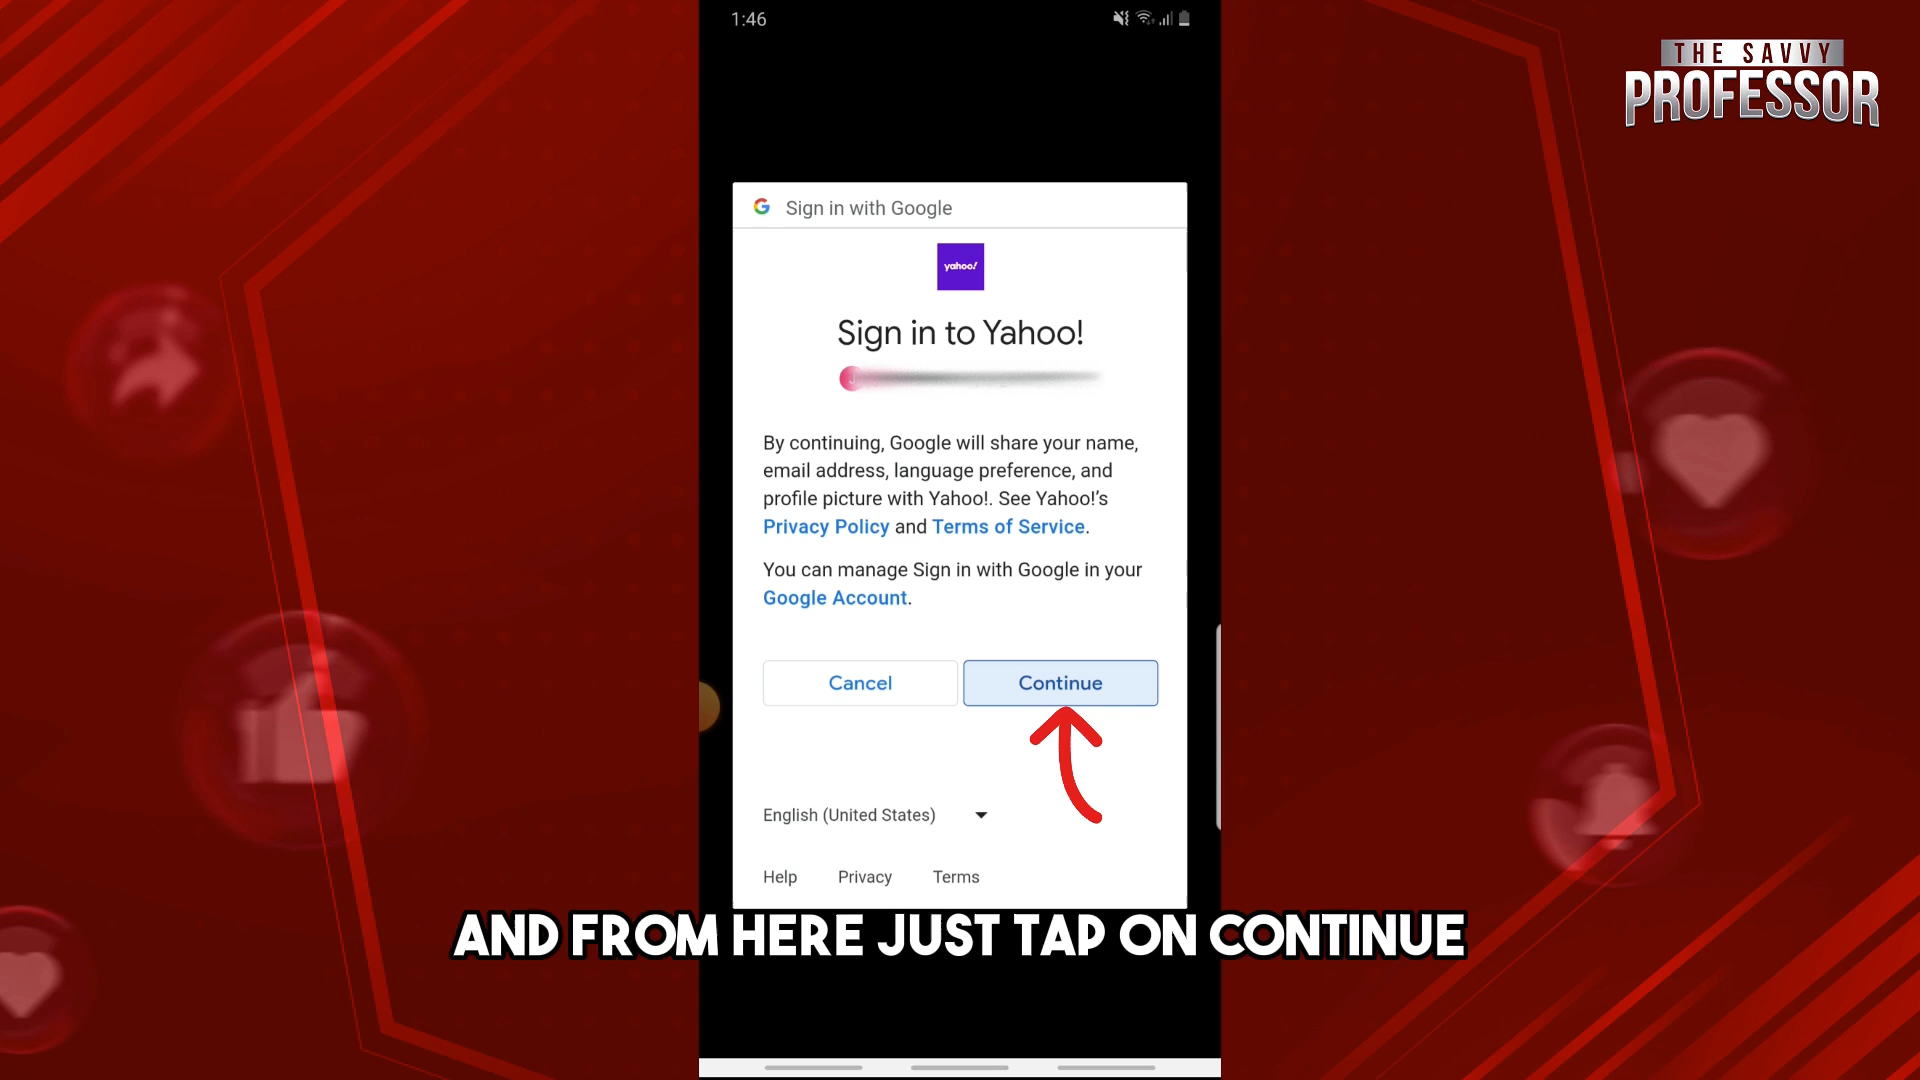 1:46
THE SAVVY
PROFESSOR
Sign in with Google
yahoo!
Sign in to Yahoo!
By continuing, Google will share your name,
email address, language preference, and
profile picture with Yahoo!. See Yahoo!'s
Privacy Policy and Terms of Service.
You can manage Sign in with Google in your
Google Account.
Cancel
Continue
English (United States)
Help
Privacy
Terms
AND FROM HERE JUST TAP ON CONTINUE